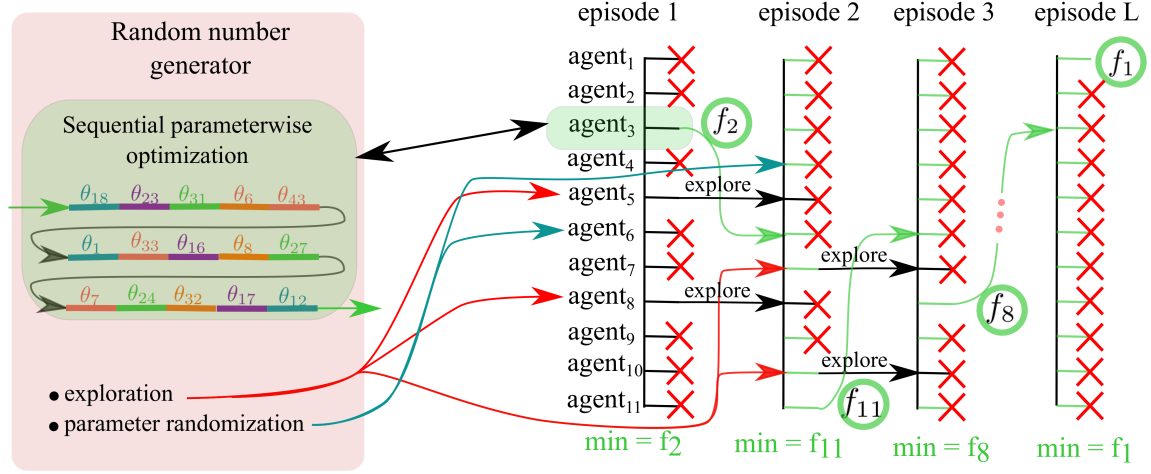 Random number
generator
Sequential parameterwise
optimization
θ18 θ23 θ31 θ6 θ43
θ1 θ33 θ16 θ8 θ27
θ7 θ24 θ32 θ17 θ12
• exploration
• parameter randomization
episode 1 episode 2 episode 3 episode L
agent1
agent2
agent3
agent4
agent5
agent6
agent7
agent8
agent9
agent10
agent11
f2
explore
explore
explore
explore
f11
f8
f1
min = f2 min = f11 min = f8 min = f1